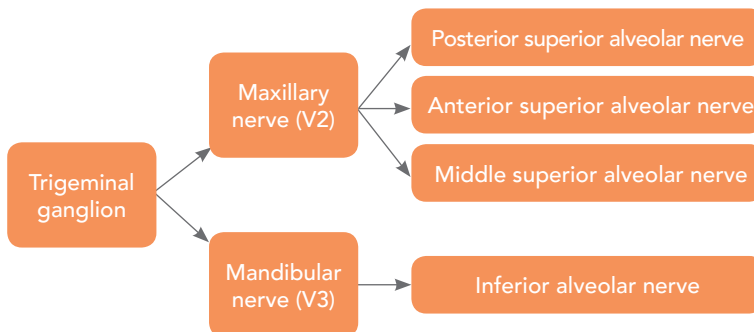 Trigeminal
ganglion
Maxillary
nerve (V2)
Posterior superior alveolar nerve
Anterior superior alveolar nerve
Middle superior alveolar nerve
Mandibular
nerve (V3)
Inferior alveolar nerve